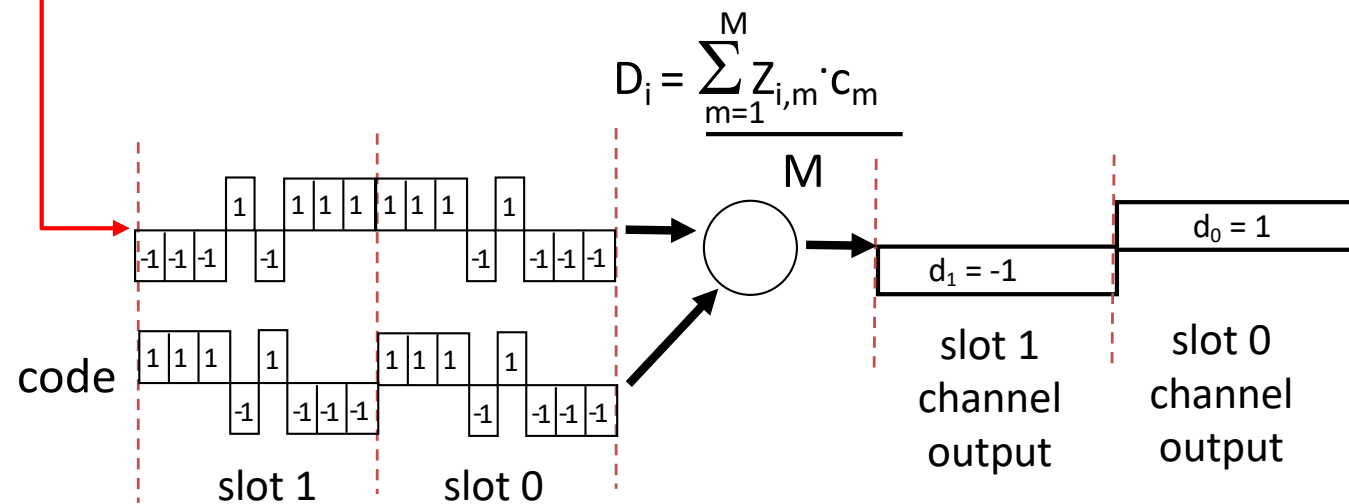 M
Dᵢ = ∑ Zᵢ,ₘ·cₘ
m=1
M
1 1 1 1 1 1 1 1
-1 -1 -1 -1 -1 -1 -1 -1
d₀ = 1
d₁ = -1
code
1 1 1 1 1 1 1 1
-1 -1 -1 -1 -1 -1 -1 -1
slot 1
channel
output
slot 0
channel
output
slot 1
slot 0